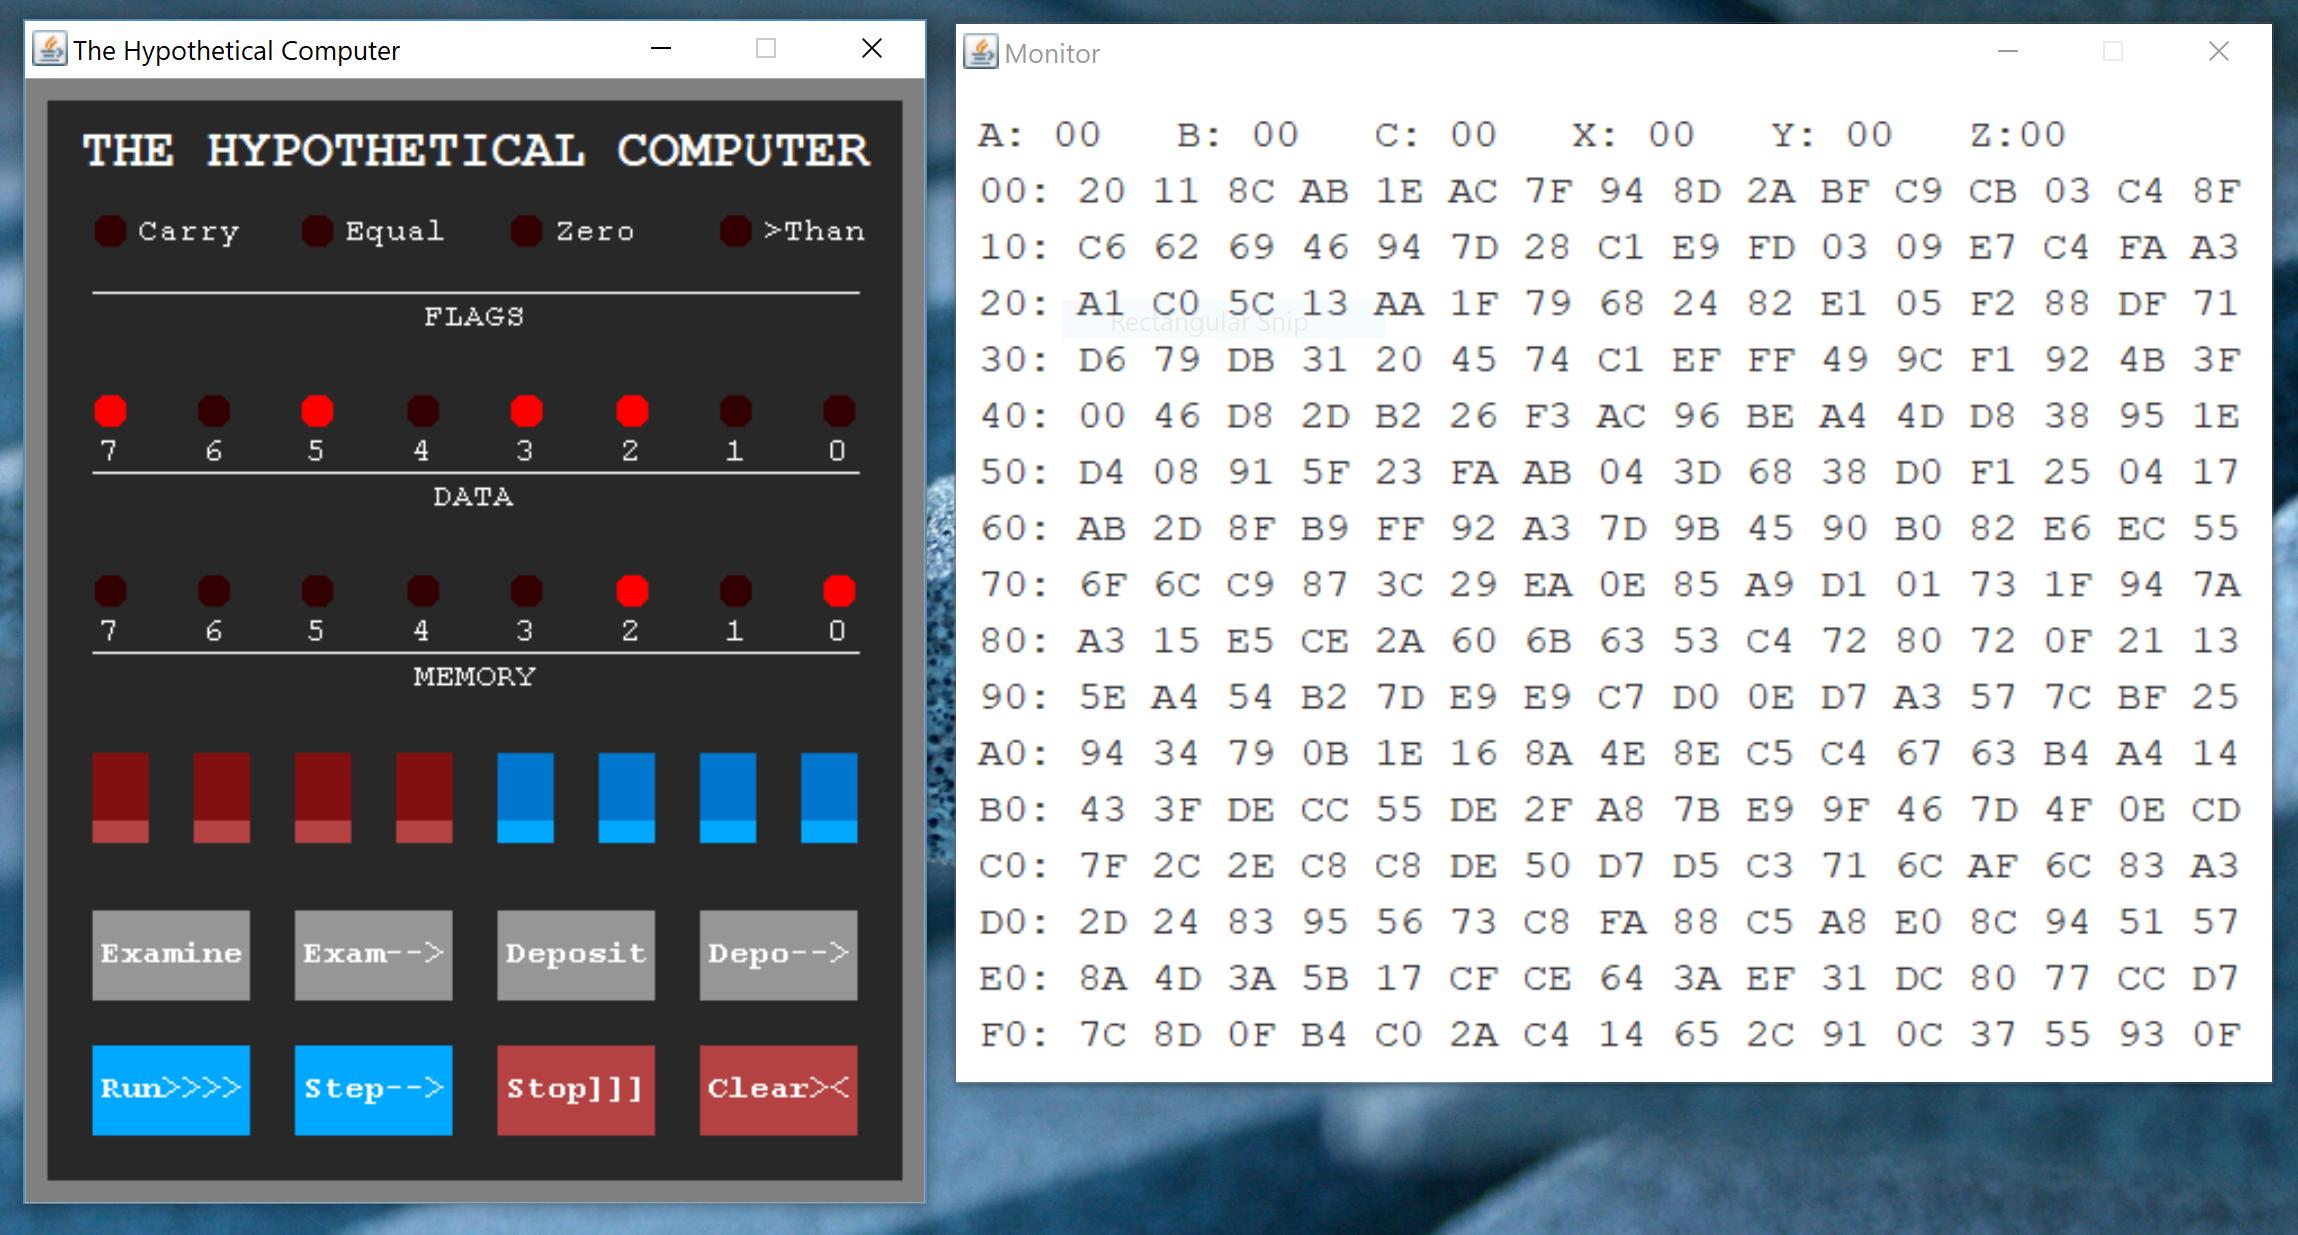 The Hypothetical Computer
THE HYPOTHETICAL COMPUTER
Carry Equal Zero >Than
FLAGS
7 6 5 4 3 2 1 0
DATA
7 6 5 4 3 2 1 0
MEMORY
Examine Exam--> Deposit Depo-->
Run>>>> Step--> Stop]]] Clear><
Monitor
A: 00 B: 00 C: 00 X: 00 Y: 00 Z:00
00: 20 11 8C AB 1E AC 7F 94 8D 2A BF C9 CB 03 C4 8F
10: C6 62 69 46 94 7D 28 C1 E9 FD 03 09 E7 C4 FA A3
20: A1 C0 5C 13 AA 1F 79 68 24 82 E1 05 F2 88 DF 71
Rectangular Snip
30: D6 79 DB 31 20 45 74 C1 EF FF 49 9C F1 92 4B 3F
40: 00 46 D8 2D B2 26 F3 AC 96 BE A4 4D D8 38 95 1E
50: D4 08 91 5F 23 FA AB 04 3D 68 38 D0 F1 25 04 17
60: AB 2D 8F B9 FF 92 A3 7D 9B 45 90 B0 82 E6 EC 55
70: 6F 6C C9 87 3C 29 EA 0E 85 A9 D1 01 73 1F 94 7A
80: A3 15 E5 CE 2A 60 6B 63 53 C4 72 80 72 0F 21 13
90: 5E A4 54 B2 7D E9 E9 C7 D0 0E D7 A3 57 7C BF 25
A0: 94 34 79 0B 1E 16 8A 4E 8E C5 C4 67 63 B4 A4 14
B0: 43 3F DE CC 55 DE 2F A8 7B E9 9F 46 7D 4F 0E CD
C0: 7F 2C 2E C8 C8 DE 50 D7 D5 C3 71 6C AF 6C 83 A3
D0: 2D 24 83 95 56 73 C8 FA 88 C5 A8 E0 8C 94 51 57
E0: 8A 4D 3A 5B 17 CF CE 64 3A EF 31 DC 80 77 CC D7
F0: 7C 8D 0F B4 C0 2A C4 14 65 2C 91 0C 37 55 93 0F